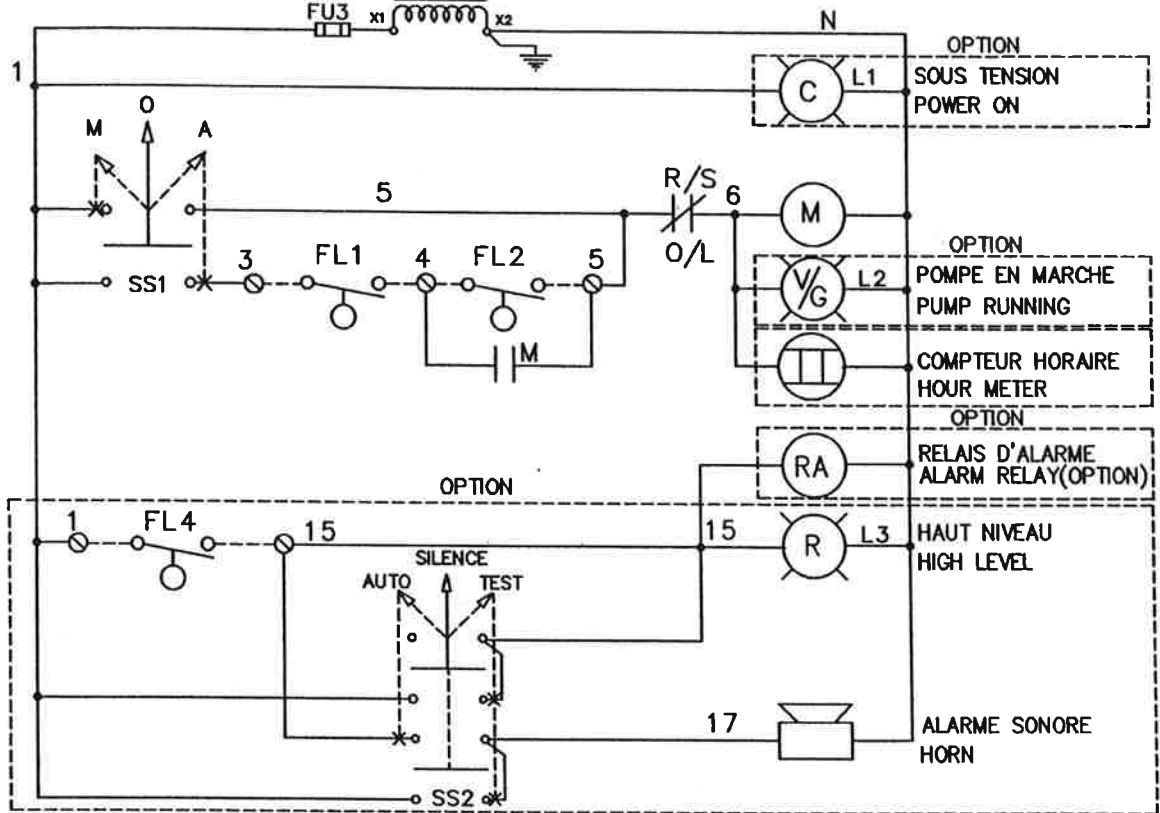 FU3 X1 X2 N
OPTION
1
C L1 SOUS TENSION
POWER ON
M O A
5 R/S 6 M
O/L
OPTION
SS1 3 FL1 4 FL2 5
V/G L2 POMPE EN MARCHE
PUMP RUNNING
M
COMPTEUR HORAIRE
HOUR METER
OPTION
RA RELAIS D'ALARME
ALARM RELAY(OPTION)
OPTION
1 FL4 15 15 R L3 HAUT NIVEAU
HIGH LEVEL
SILENCE
AUTO TEST
17 ALARME SONORE
HORN
SS2